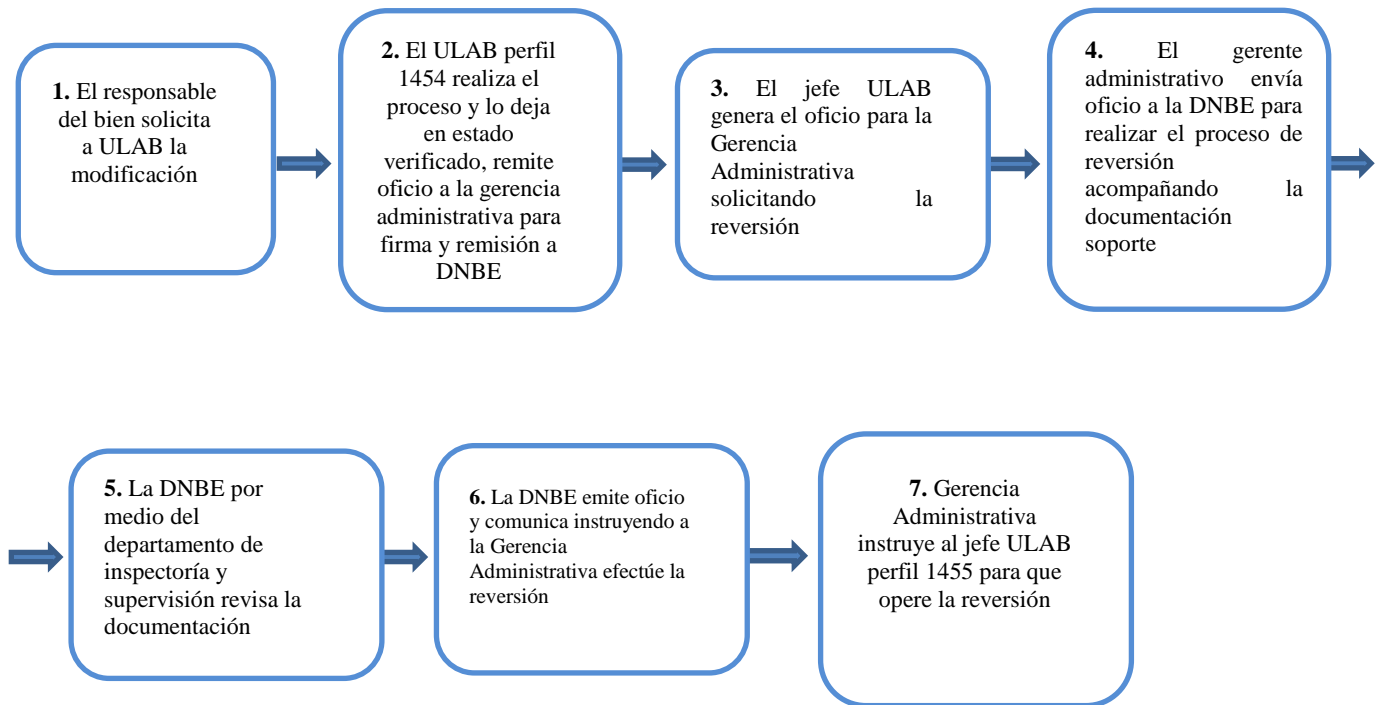 1. El responsable
del bien solicita
a ULAB la
modificación
2. El ULAB perfil
1454 realiza el
proceso y lo deja
en estado
verificado, remite
oficio a la gerencia
administrativa para
firma y remisión a
DNBE
3. El jefe ULAB
genera el oficio para la
Gerencia
Administrativa
solicitando la
reversión
4. El gerente
administrativo envía
oficio a la DNBE para
realizar el proceso de
reversión
acompañando la
documentación
soporte
5. La DNBE por
medio del
departamento de
inspectoría y
supervisión revisa la
documentación
6. La DNBE emite oficio
y comunica instruyendo a
la Gerencia
Administrativa efectúe la
reversión
7. Gerencia
Administrativa
instruye al jefe ULAB
perfil 1455 para que
opere la reversión